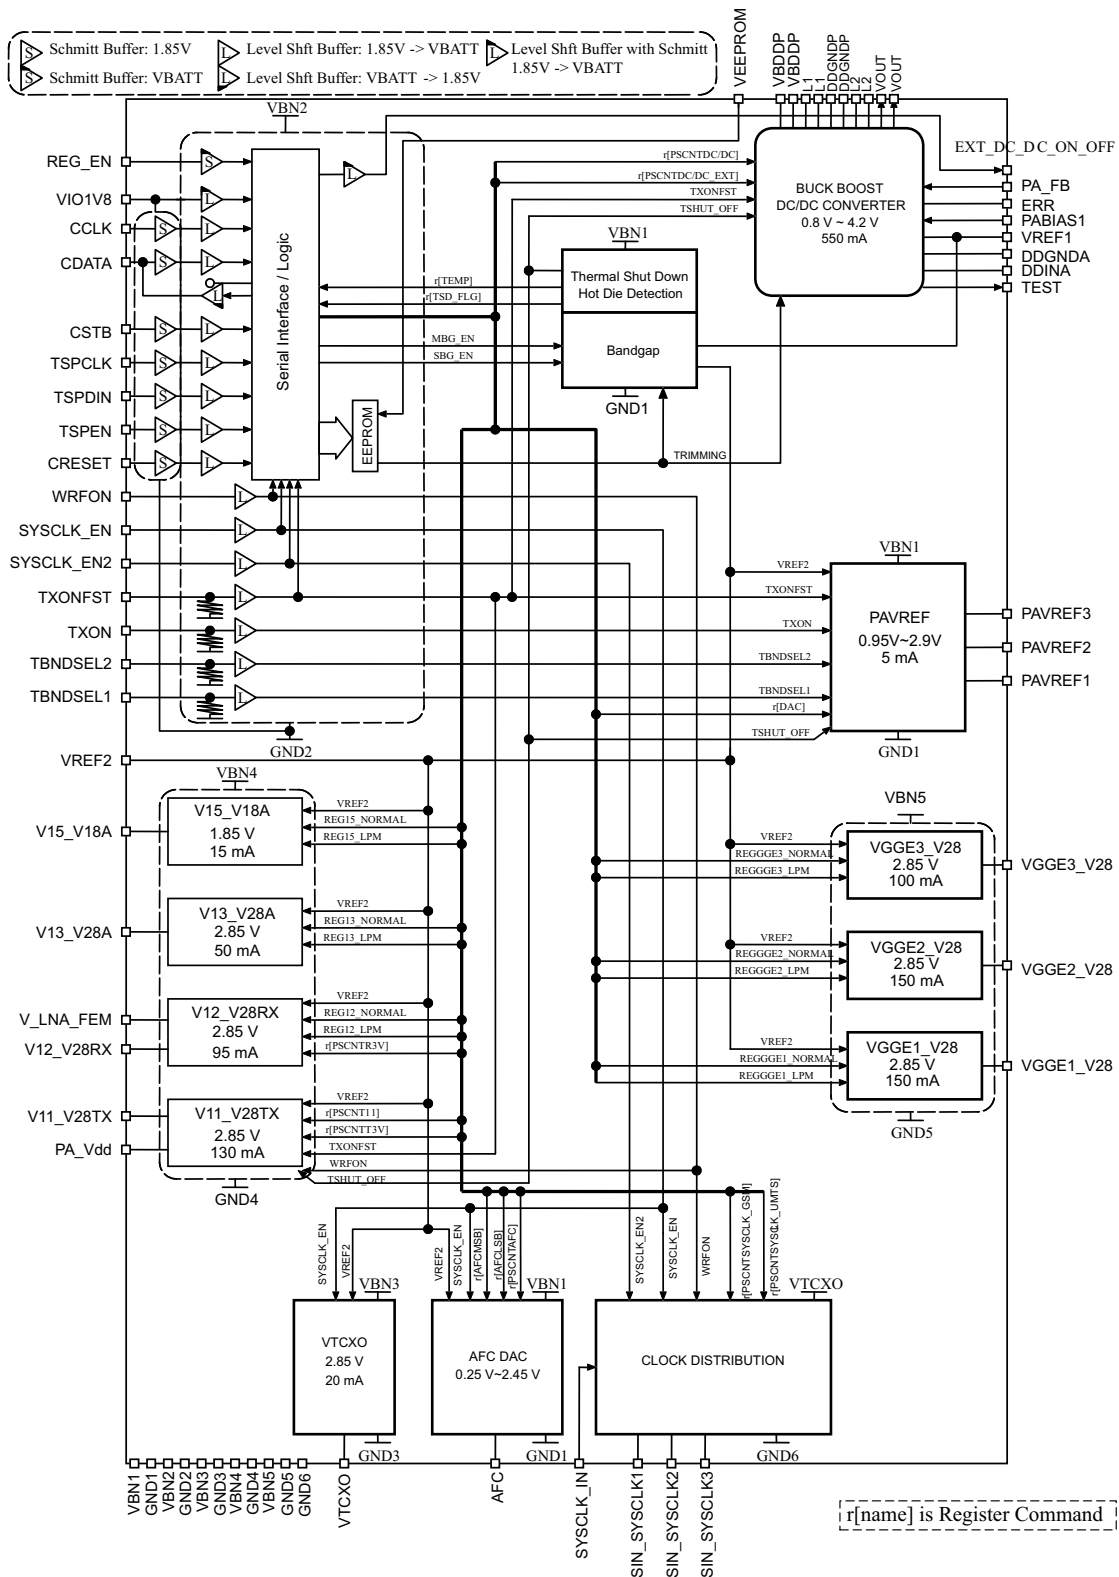 Schmitt Buffer: 1.85V
Level Shft Buffer: 1.85V -> VBATT
Level Shft Buffer with Schmitt
1.85V -> VBATT
Schmitt Buffer: VBATT
Level Shft Buffer: VBATT -> 1.85V
S
S
L
L
L
VEEPROM
VBDDP
VBDDP
L1
L1
DDGNDP
DDGNDP
L2
L2
VOUT
VOUT
VBN2
REG_EN
VIO1V8
CCLK
CDATA
CSTB
TSPCLK
TSPDIN
TSPEN
CRESET
WRFON
SYSCLK_EN
SYSCLK_EN2
TXONFST
TXON
TBNDSEL2
TBNDSEL1
VREF2
V15_V18A
V13_V28A
V_LNA_FEM
V12_V28RX
V11_V28TX
PA_Vdd
S
L
L
S
L
S
L
L
S
L
S
L
S
L
S
L
S
L
L
L
L
L
L
L
L
Serial Interface / Logic
EEPROM
GND2
r[PSCNTDC/DC]
r[PSCNTDC/DC_EXT]
TXONFST
TSHUT_OFF
BUCK BOOST
DC/DC CONVERTER
0.8 V ~ 4.2 V
550 mA
EXT_DC_DC_ON_OFF
PA_FB
ERR
PABIAS1
VREF1
DDGNDA
DDINA
TEST
VBN1
Thermal Shut Down
Hot Die Detection
Bandgap
GND1
r[TEMP]
r[TSD_FLG]
MBG_EN
SBG_EN
TRIMMING
VREF2
TXONFST
TXON
TBNDSEL2
TBNDSEL1
r[DAC]
TSHUT_OFF
VBN1
PAVREF
0.95V~2.9V
5 mA
GND1
PAVREF3
PAVREF2
PAVREF1
VBN4
V15_V18A
1.85 V
15 mA
VREF2
REG15_NORMAL
REG15_LPM
V13_V28A
2.85 V
50 mA
VREF2
REG13_NORMAL
REG13_LPM
V12_V28RX
2.85 V
95 mA
VREF2
REG12_NORMAL
REG12_LPM
r[PSCNTR3V]
V11_V28TX
2.85 V
130 mA
VREF2
r[PSCNT11]
r[PSCNTT3V]
TXONFST
WRFON
TSHUT_OFF
GND4
VBN5
VREF2
REGGGE3_NORMAL
REGGGE3_LPM
VGGE3_V28
2.85 V
100 mA
VGGE3_V28
VREF2
REGGGE2_NORMAL
REGGGE2_LPM
VGGE2_V28
2.85 V
150 mA
VGGE2_V28
VREF2
REGGGE1_NORMAL
REGGGE1_LPM
VGGE1_V28
2.85 V
150 mA
VGGE1_V28
GND5
SYSCLK_EN
VREF2
VREF2
SYSCLK_EN
r[AFCMSB]
r[AFCLSB]
r[PSCNTAFC]
SYSCLK_EN2
SYSCLK_EN
WRFON
r[PSCNTSYSCLK_GSM]
r[PSCNTSYSCLK_UMTS]
VBN3
VTCXO
2.85 V
20 mA
GND3
VBN1
AFC DAC
0.25 V~2.45 V
GND1
VTCXO
CLOCK DISTRIBUTION
GND6
VBN1
GND1
VBN2
GND2
VBN3
GND3
VBN4
GND4
VBN5
GND5
GND6
VTCXO
AFC
SYSCLK_IN
SIN_SYSCLK1
SIN_SYSCLK2
SIN_SYSCLK3
r[name] is Register Command